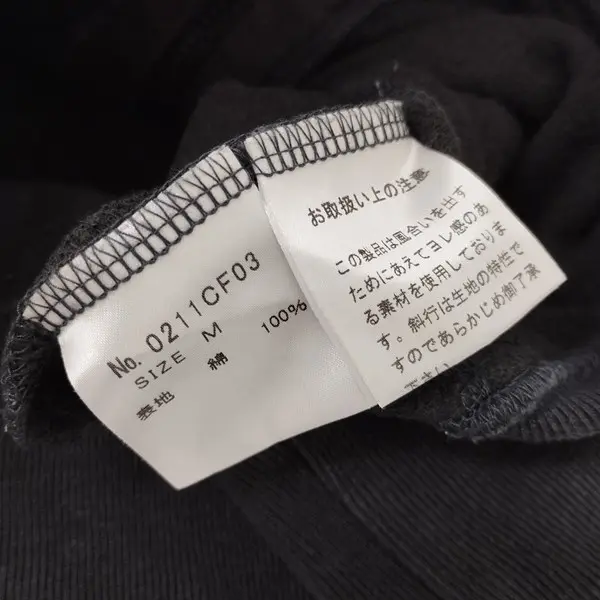 No. 0211CF03
SIZE M
表地 綿 100%
お取扱い上の注意
この製品は風合いを出す
ためにあえてヨレ感のあ
る素材を使用しておりま
す。斜行は生地の特性で
すのであらかじめ御了承
下さい。